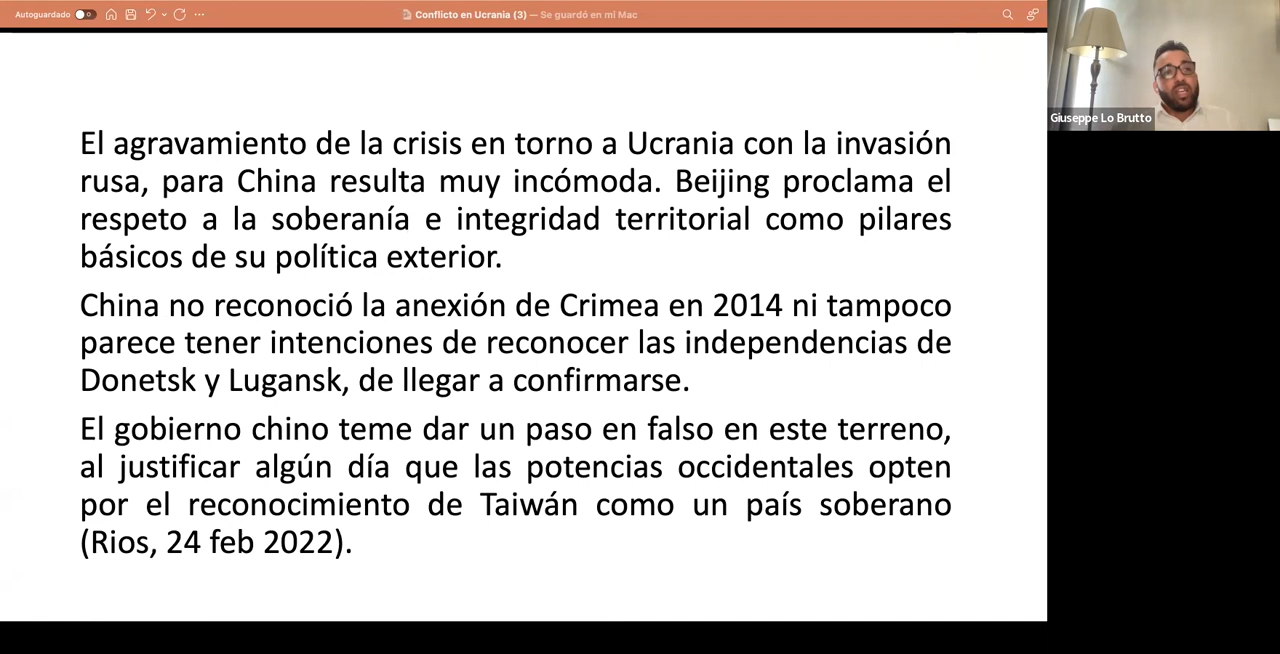 Autoguardado
Conflicto en Ucrania (3) — Se guardó en mi Mac
Giuseppe Lo Brutto
El agravamiento de la crisis en torno a Ucrania con la invasión
rusa, para China resulta muy incómoda. Beijing proclama el
respeto a la soberanía e integridad territorial como pilares
básicos de su política exterior.
China no reconoció la anexión de Crimea en 2014 ni tampoco
parece tener intenciones de reconocer las independencias de
Donetsk y Lugansk, de llegar a confirmarse.
El gobierno chino teme dar un paso en falso en este terreno,
al justificar algún día que las potencias occidentales opten
por el reconocimiento de Taiwán como un país soberano
(Rios, 24 feb 2022).